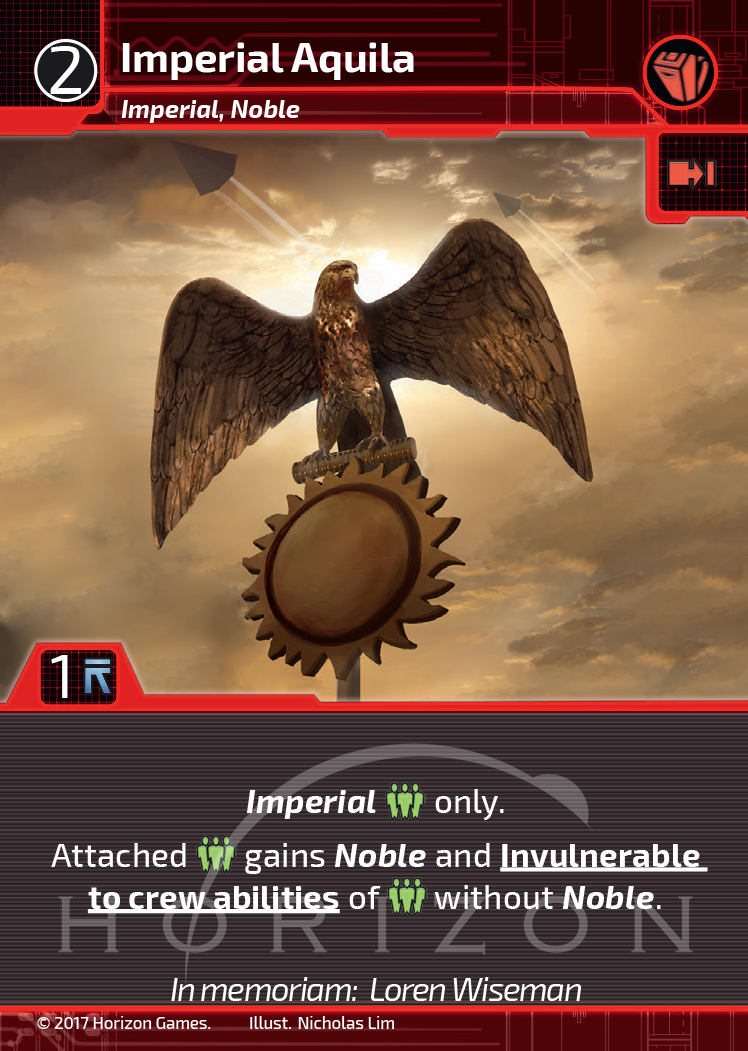 2
Imperial Aquila
Imperial, Noble
1
Imperial only.
Attached gains Noble and Invulnerable
to crew abilities of without Noble.
HORIZON
In memoriam: Loren Wiseman
© 2017 Horizon Games. Illust. Nicholas Lim